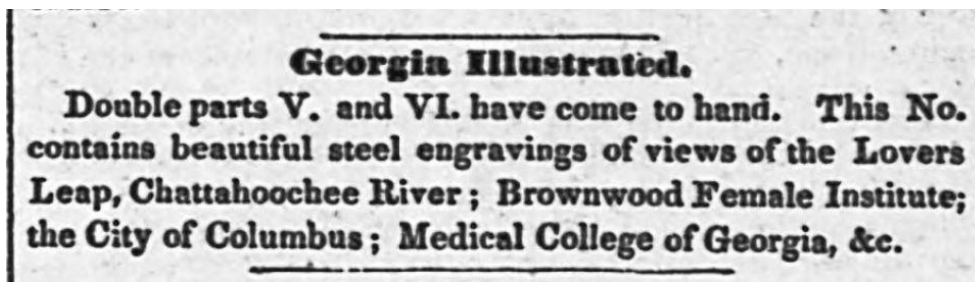 Georgia Illustrated.
Double parts V. and VI. have come to hand. This No.
contains beautiful steel engravings of views of the Lovers
Leap, Chattahoochee River; Brownwood Female Institute;
the City of Columbus; Medical College of Georgia, &c.